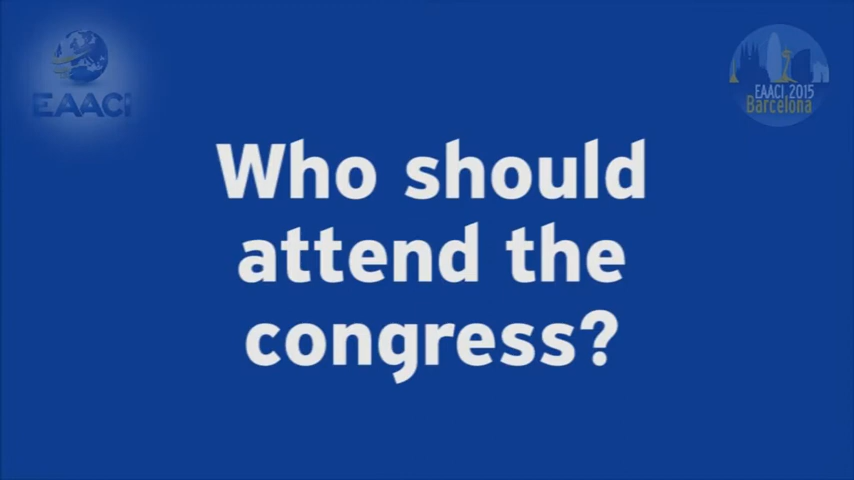 EAACI
EAACI 2015
Barcelona
Who should
attend the
congress?